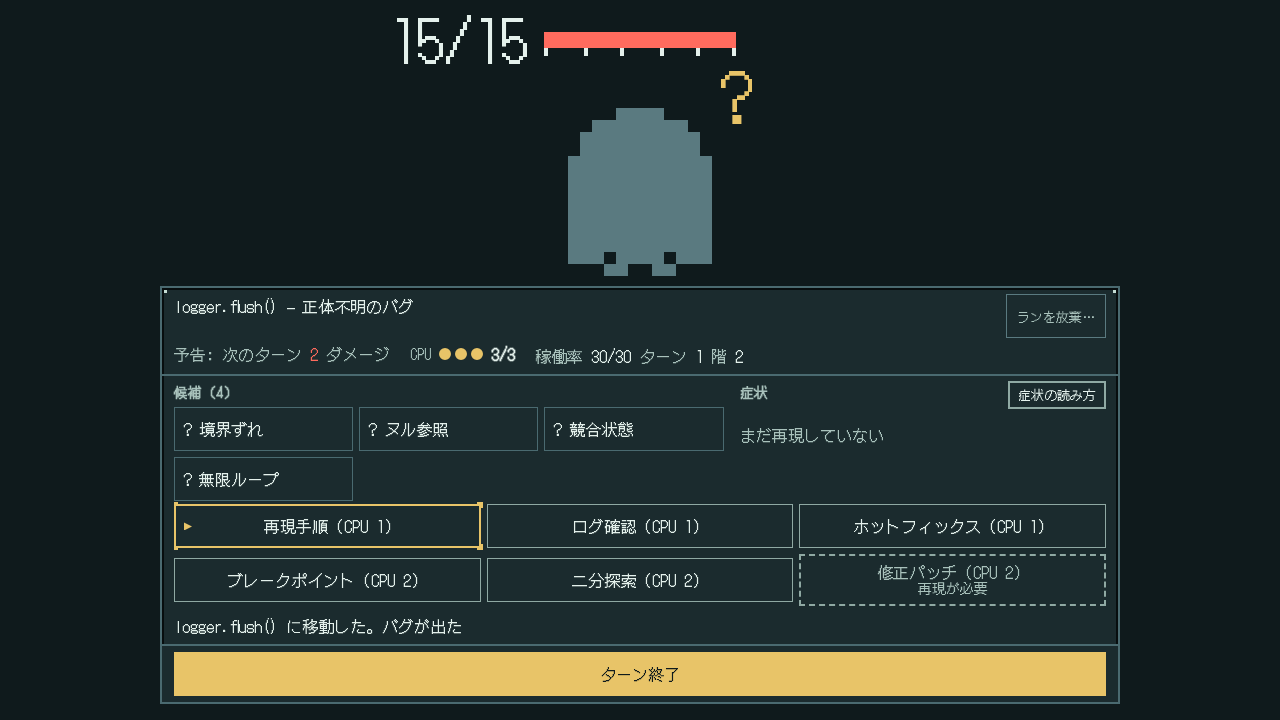 15/15
?
logger.flush() – 正体不明のバグ
ランを放棄…
予告: 次のターン 2 ダメージ CPU 3/3 稼働率 30/30 ターン 1 階 2
候補 (4)
症状
症状の読み方
? 境界ずれ
? ヌル参照
? 競合状態
まだ再現していない
? 無限ループ
▶ 再現手順 (CPU 1)
ログ確認 (CPU 1)
ホットフィックス (CPU 1)
ブレークポイント (CPU 2)
二分探索 (CPU 2)
修正パッチ (CPU 2)
再現が必要
logger.flush() に移動した。バグが出た
ターン終了